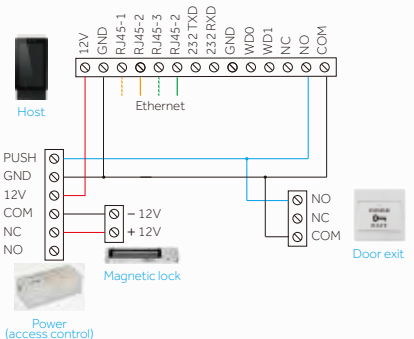 12V
GND
RJ45-1
RJ45-2
RJ45-3
RJ45-2
232 TXD
232 RXD
GND
WD0
WD1
NC
NO
COM
Ethernet
Host
PUSH
GND
12V
COM
NC
NO
– 12V
+ 12V
Magnetic lock
NO
NC
COM
Door exit
Power
(access control)